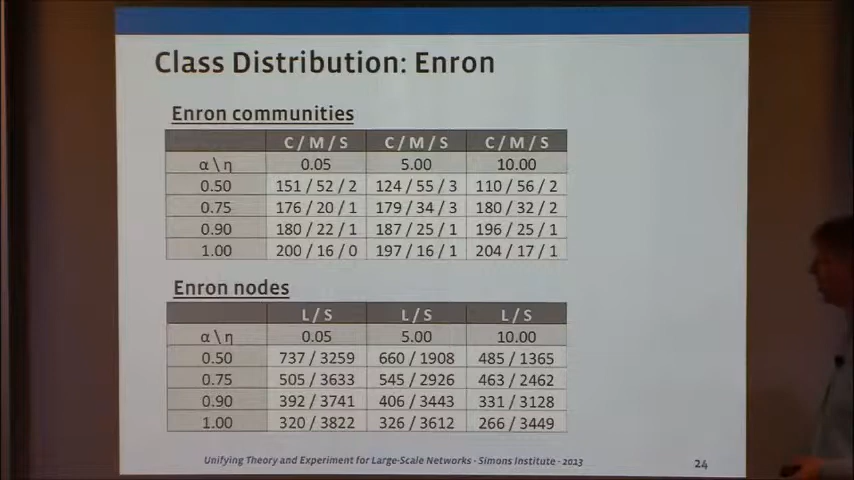 Class Distribution: Enron
Enron communities
C / M / S C / M / S C / M / S
α \ η 0.05 5.00 10.00
0.50 151 / 52 / 2 124 / 55 / 3 110 / 56 / 2
0.75 176 / 20 / 1 179 / 34 / 3 180 / 32 / 2
0.90 180 / 22 / 1 187 / 25 / 1 196 / 25 / 1
1.00 200 / 16 / 0 197 / 16 / 1 204 / 17 / 1
Enron nodes
L / S L / S L / S
α \ η 0.05 5.00 10.00
0.50 737 / 3259 660 / 1908 485 / 1365
0.75 505 / 3633 545 / 2926 463 / 2462
0.90 392 / 3741 406 / 3443 331 / 3128
1.00 320 / 3822 326 / 3612 266 / 3449
Unifying Theory and Experiment for Large-Scale Networks · Simons Institute · 2013 24